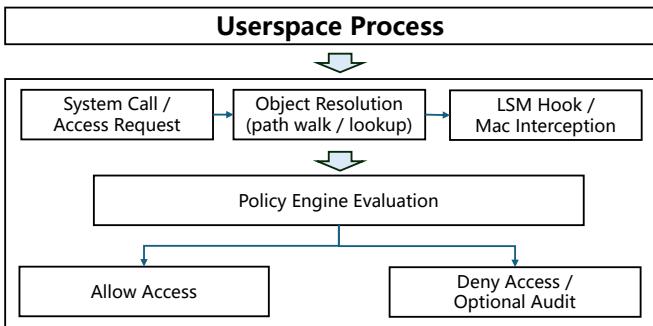 Userspace Process
System Call /
Access Request
Object Resolution
(path walk / lookup)
LSM Hook /
Mac Interception
Policy Engine Evaluation
Allow Access
Deny Access /
Optional Audit